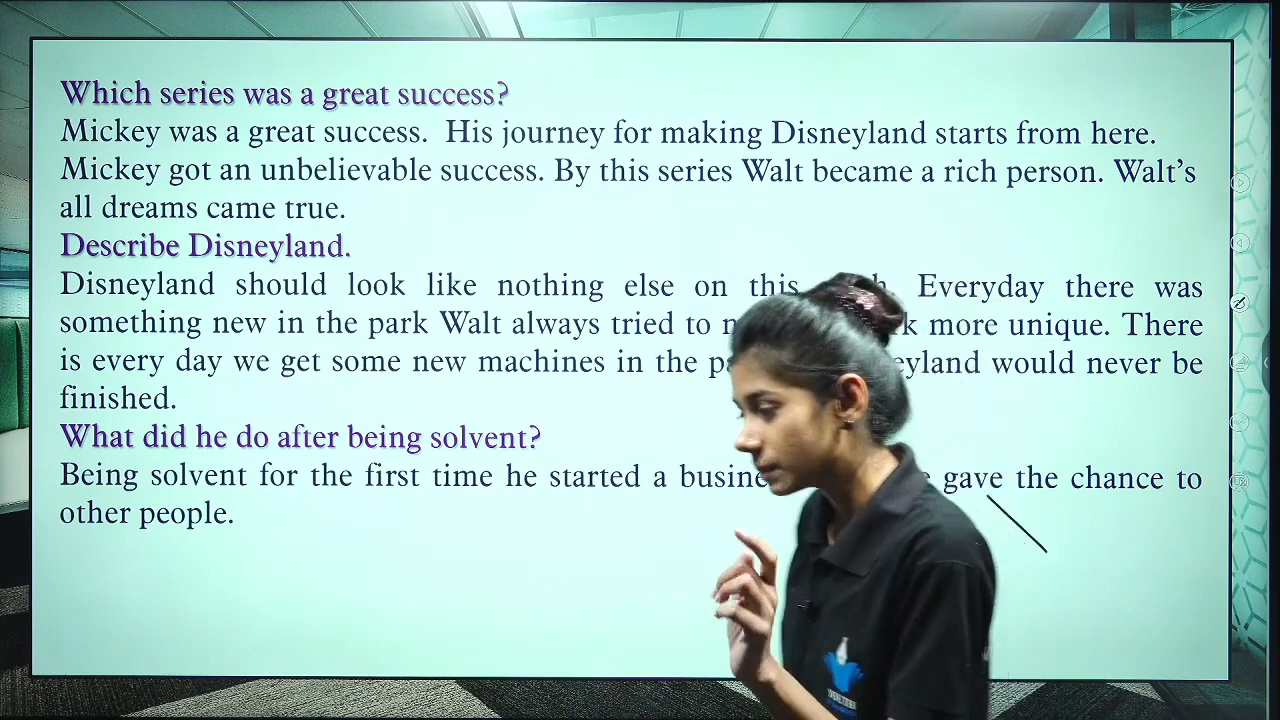 Which series was a great success?
Mickey was a great success. His journey for making Disneyland starts from here.
Mickey got an unbelievable success. By this series Walt became a rich person. Walt's
all dreams came true.
Describe Disneyland.
Disneyland should look like nothing else on this Everyday there was
something new in the park Walt always tried to more unique. There
is every day we get some new machines in the would never be
finished.
What did he do after being solvent?
Being solvent for the first time he started a gave the chance to
other people.